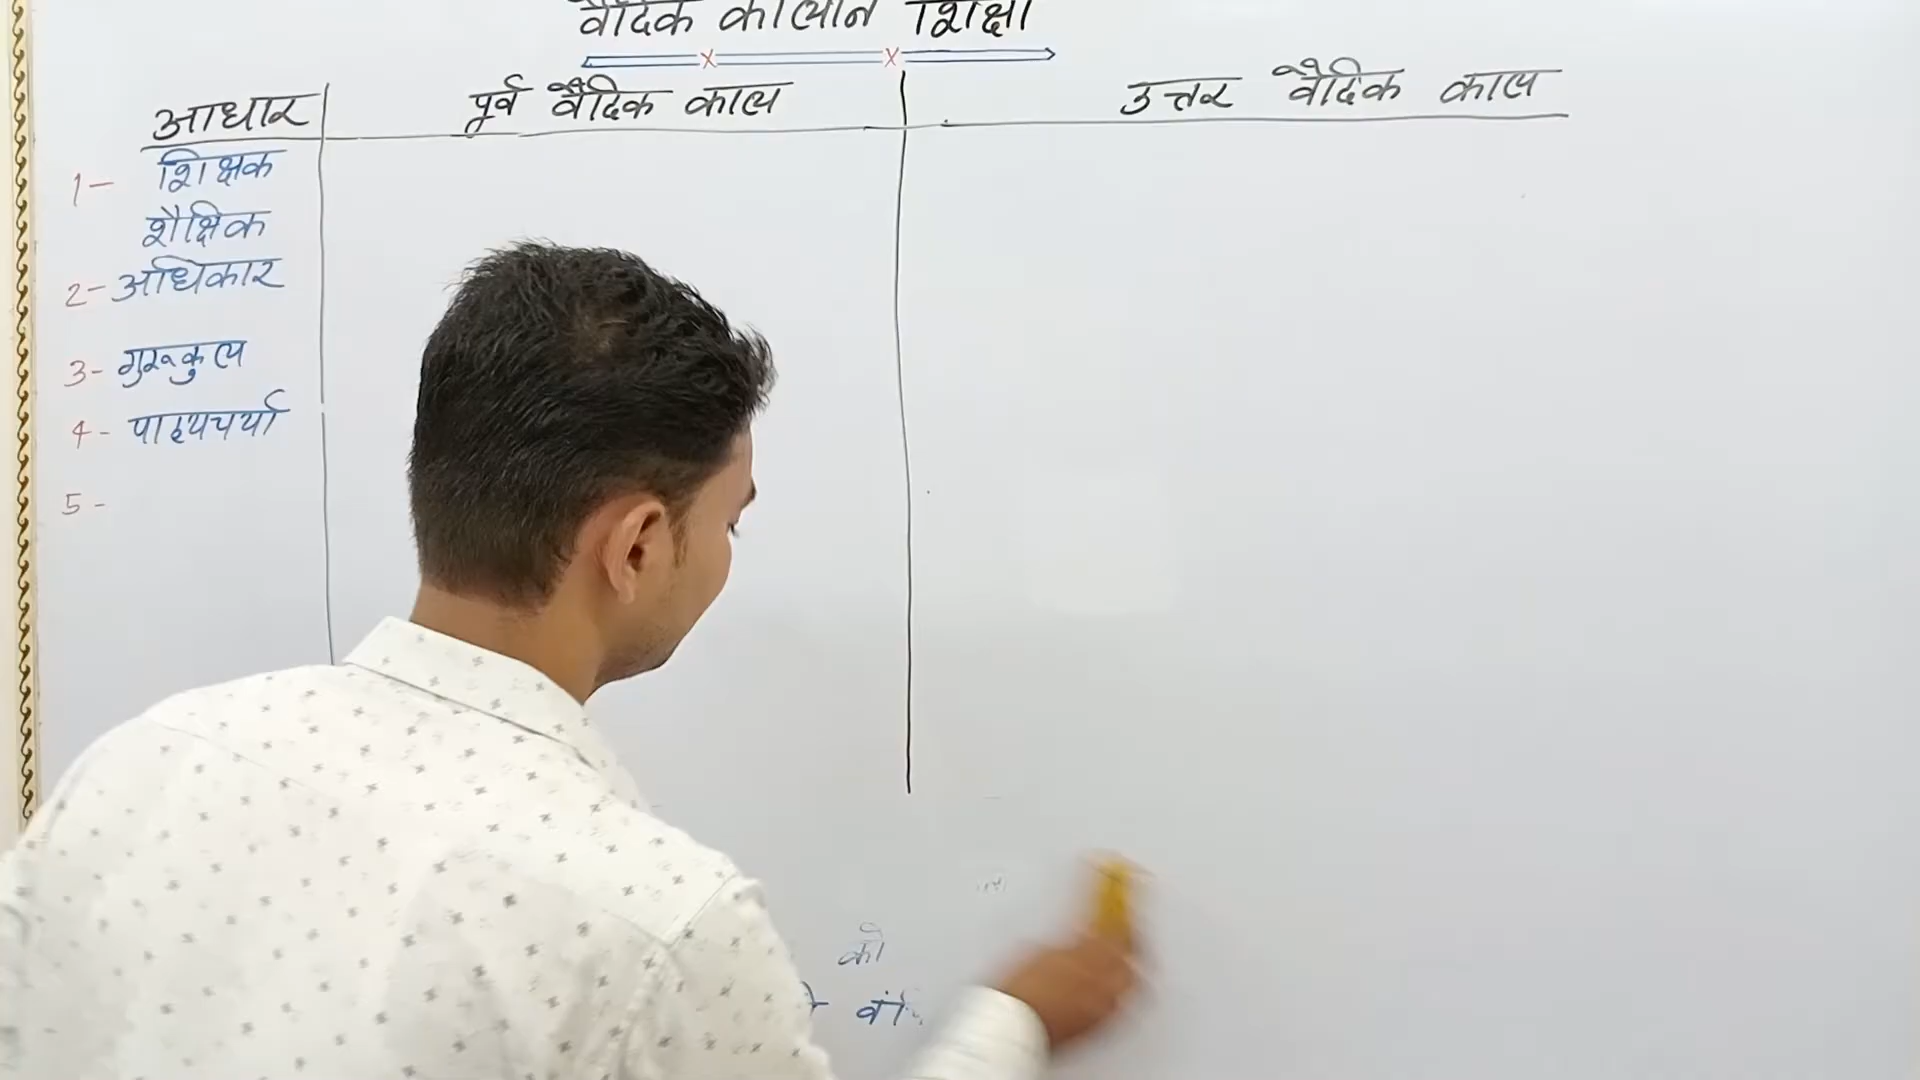 वैदिक कालीन शिक्षा
आधार पूर्व वैदिक काल उत्तर वैदिक काल
1- शिक्षक
शैक्षिक
2- अधिकार
3- गुरुकुल
4- पाठ्यचर्या
5-
को